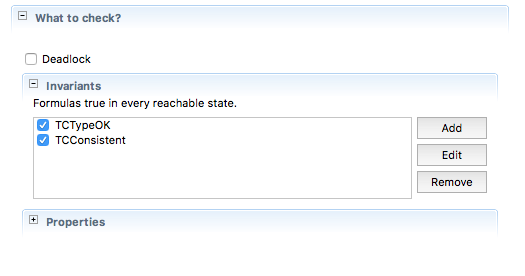 What to check?
Deadlock
Invariants
Formulas true in every reachable state.
TCTypeOK
TCConsistent
Add
Edit
Remove
Properties